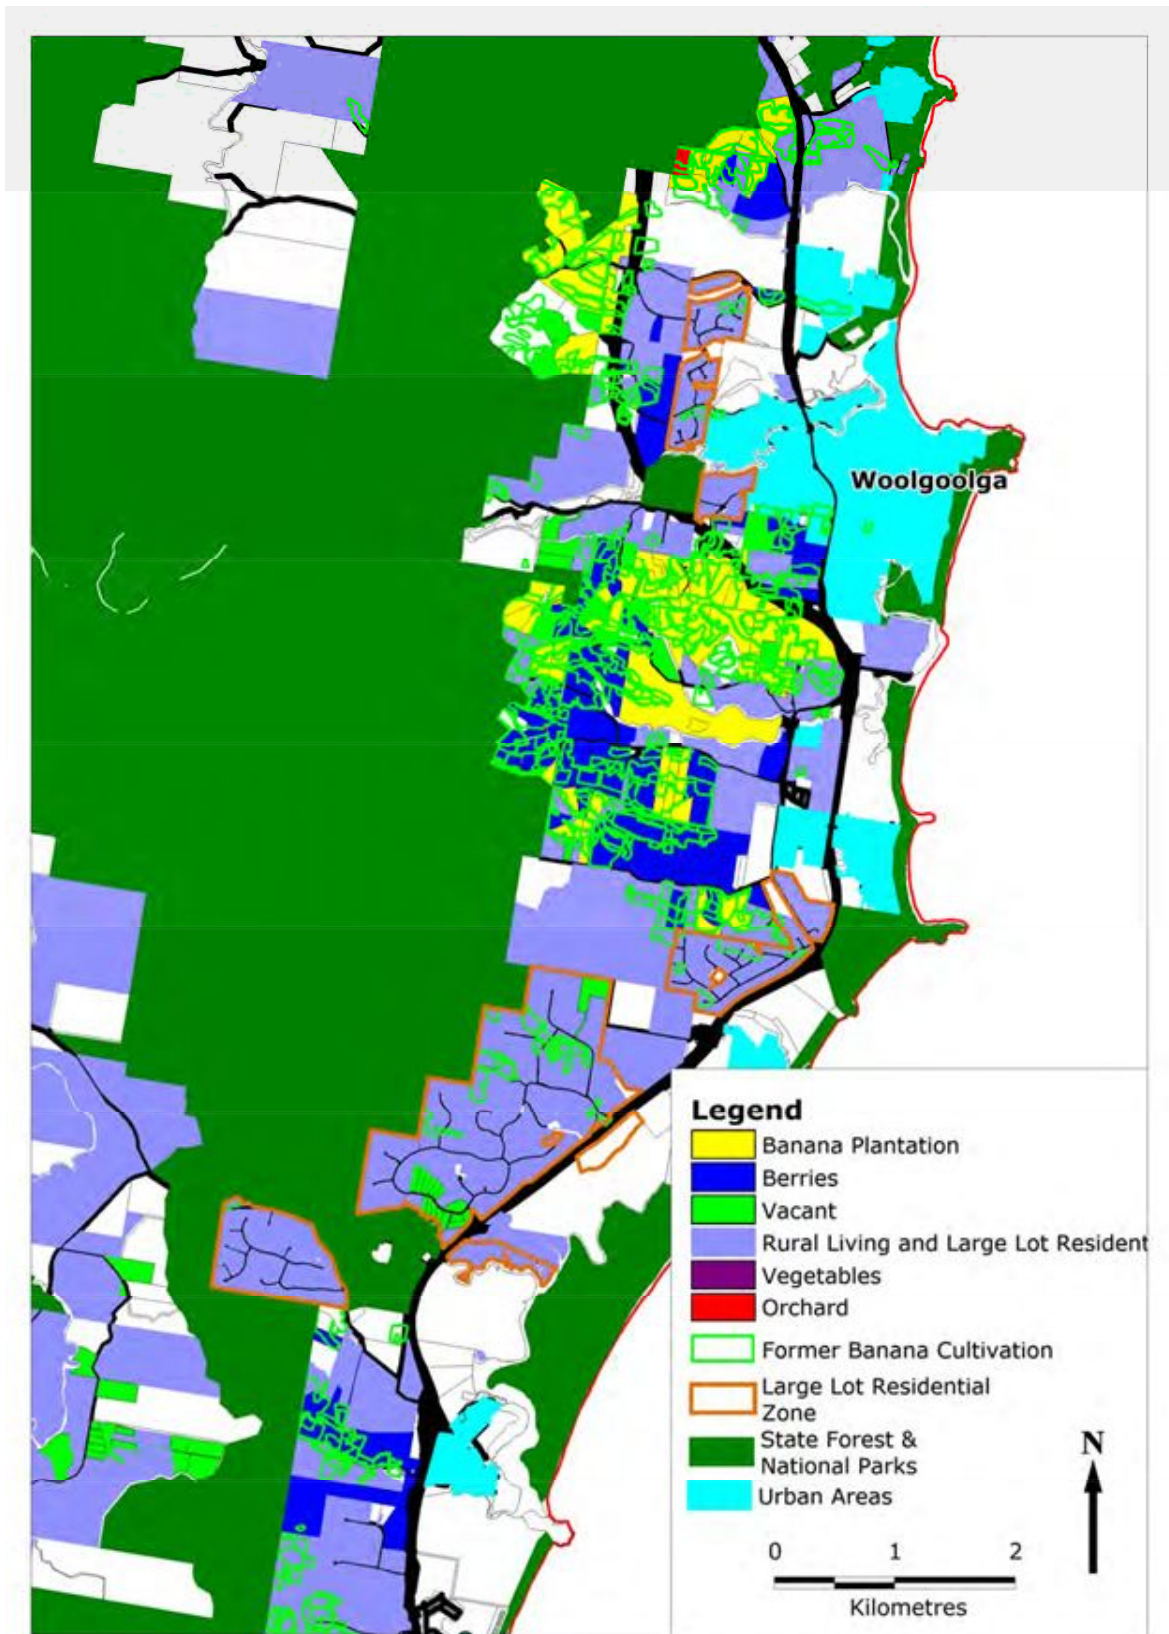 Woolgoolga
Legend
Banana Plantation
Berries
Vacant
Rural Living and Large Lot Resident
Vegetables
Orchard
Former Banana Cultivation
Large Lot Residential
Zone
State Forest &
National Parks
Urban Areas
N
0 1 2
Kilometres